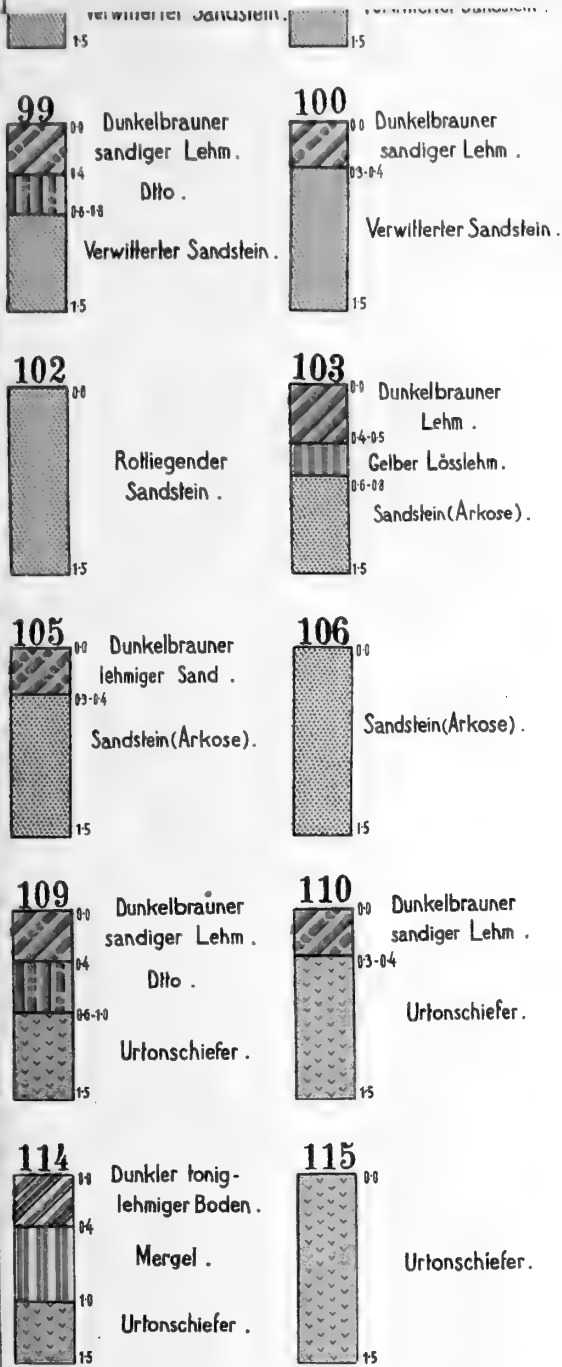 Verwitterter Sandstein.
1·5
1·5
99
0·0
Dunkelbrauner
sandiger Lehm.
0·4
Dtto.
0·6-0·8
Verwitterter Sandstein.
1·5
100
0·0
Dunkelbrauner
sandiger Lehm.
0·3-0·4
Verwitterter Sandstein.
1·5
102
0·0
Rotliegender
Sandstein.
1·5
103
0·0
Dunkelbrauner
Lehm.
0·4-0·5
Gelber Lösslehm.
0·6-0·8
Sandstein(Arkose).
1·5
105
0·0
Dunkelbrauner
lehmiger Sand.
0·3-0·4
Sandstein(Arkose).
1·5
106
0·0
Sandstein(Arkose).
1·5
109
0·0
Dunkelbrauner
sandiger Lehm.
0·4
Dtto.
0·6-1·0
Urtonschiefer.
1·5
110
0·0
Dunkelbrauner
sandiger Lehm.
0·3-0·4
Urtonschiefer.
1·5
114
0·0
Dunkler tonig-
lehmiger Boden.
0·4
Mergel.
1·0
Urtonschiefer.
1·5
115
0·0
Urtonschiefer.
1·5